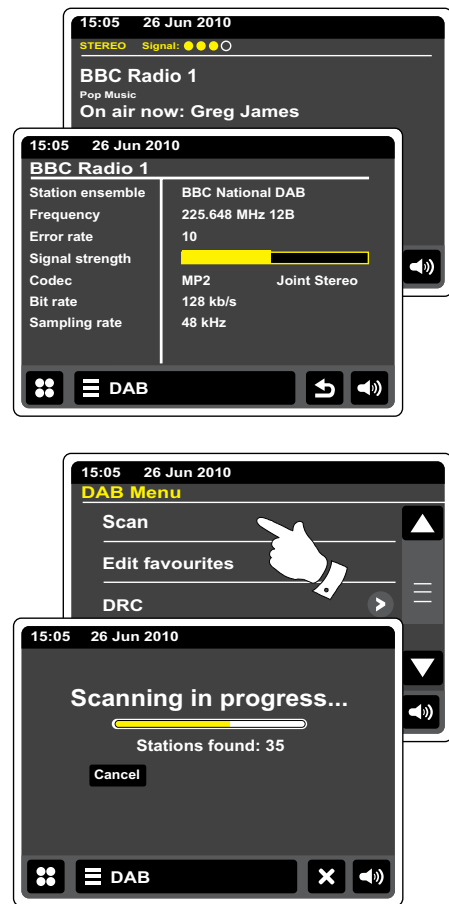 15:05 26 Jun 2010
STEREO Signal:
BBC Radio 1
Pop Music
On air now: Greg James
15:05 26 Jun 2010
BBC Radio 1
Station ensemble BBC National DAB
Frequency 225.648 MHz 12B
Error rate 10
Signal strength
Codec MP2 Joint Stereo
Bit rate 128 kb/s
Sampling rate 48 kHz
DAB
15:05 26 Jun 2010
DAB Menu
Scan
Edit favourites
DRC
15:05 26 Jun 2010
Scanning in progress...
Stations found: 35
Cancel
DAB